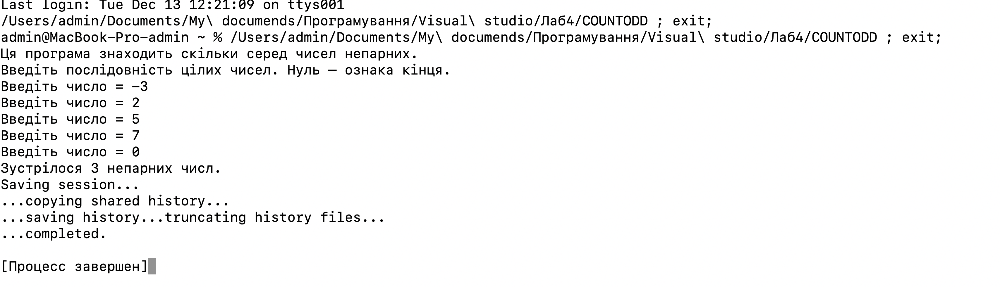 Last login: Tue Dec 13 12:21:09 on ttys001
/Users/admin/Documents/My\ documends/Програмування/Visual\ studio/Лаб4/COUNTODD ; exit;
admin@MacBook-Pro-admin ~ % /Users/admin/Documents/My\ documends/Програмування/Visual\ studio/Лаб4/COUNTODD ; exit;
Ця програма знаходить скільки серед чисел непарних.
Введіть послідовність цілих чисел. Нуль — ознака кінця.
Введіть число = -3
Введіть число = 2
Введіть число = 5
Введіть число = 7
Введіть число = 0
Зустрілося 3 непарних числ.
Saving session...
...copying shared history...
...saving history...truncating history files...
...completed.
[Процесс завершен]